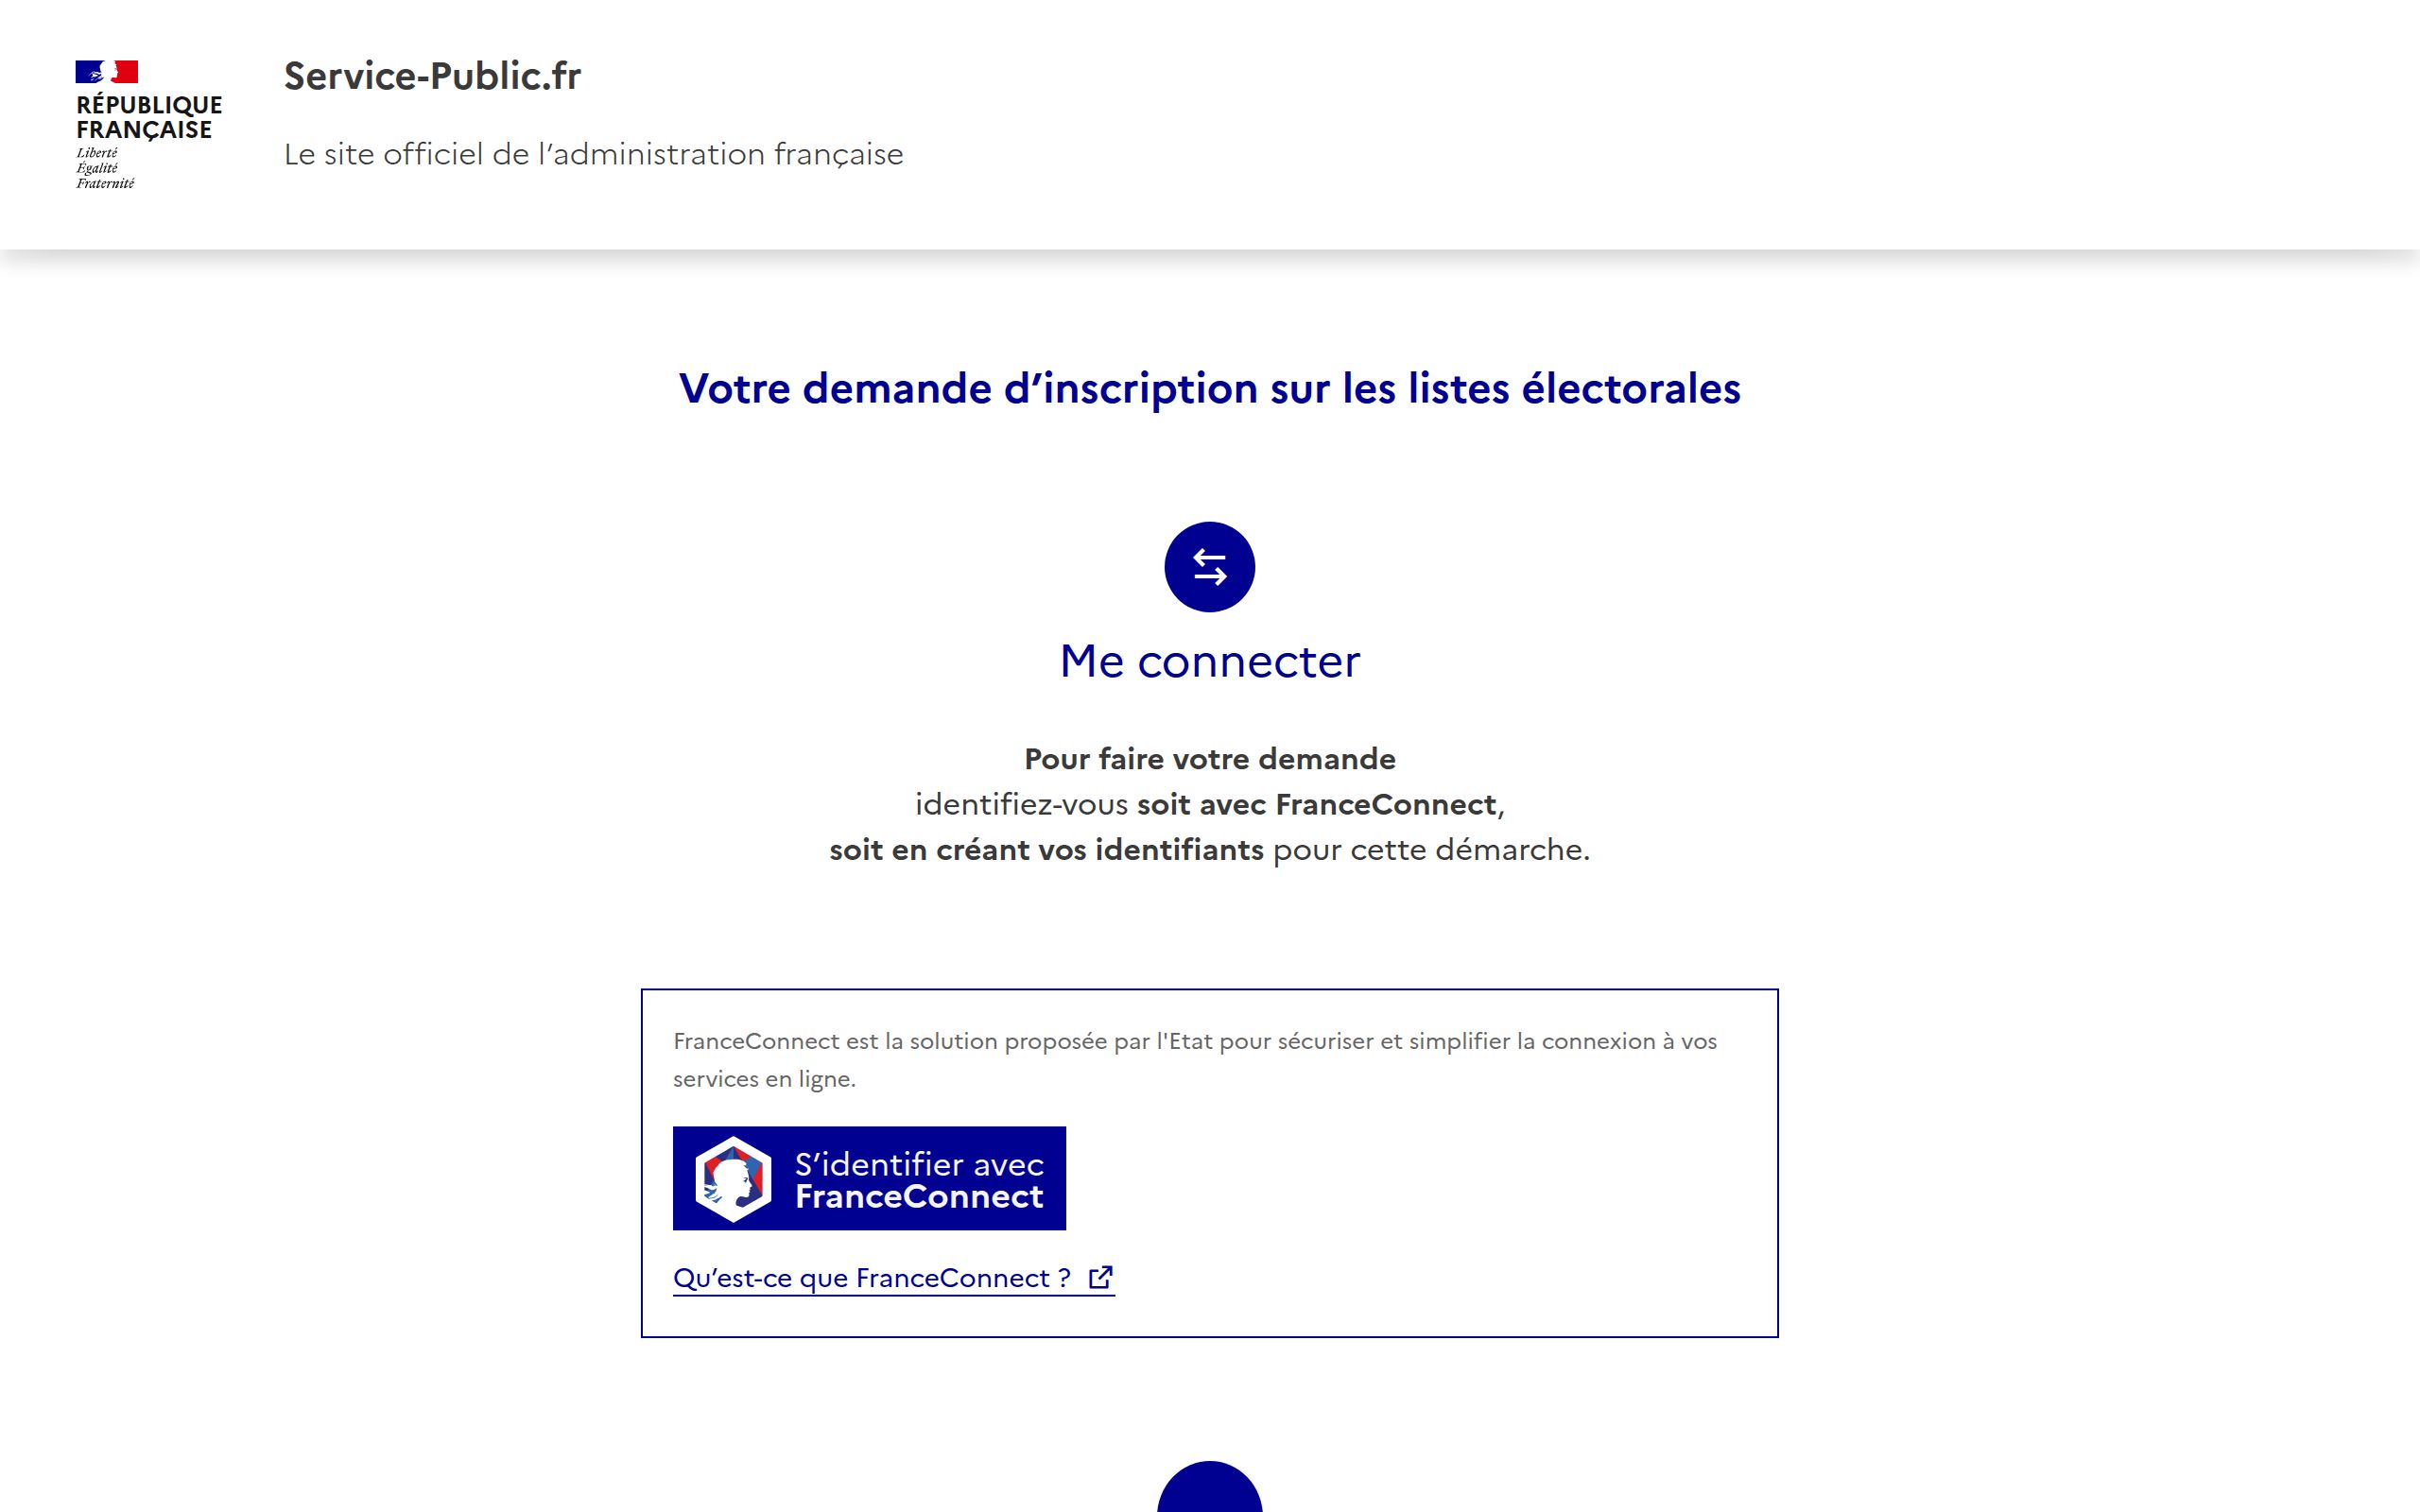 RÉPUBLIQUE
FRANÇAISE
Liberté
Égalité
Fraternité
Service-Public.fr
Le site officiel de l’administration française
Votre demande d’inscription sur les listes électorales
Me connecter
Pour faire votre demande
identifiez-vous soit avec FranceConnect,
soit en créant vos identifiants pour cette démarche.
FranceConnect est la solution proposée par l'Etat pour sécuriser et simplifier la connexion à vos
services en ligne.
S’identifier avec
FranceConnect
Qu’est-ce que FranceConnect ?